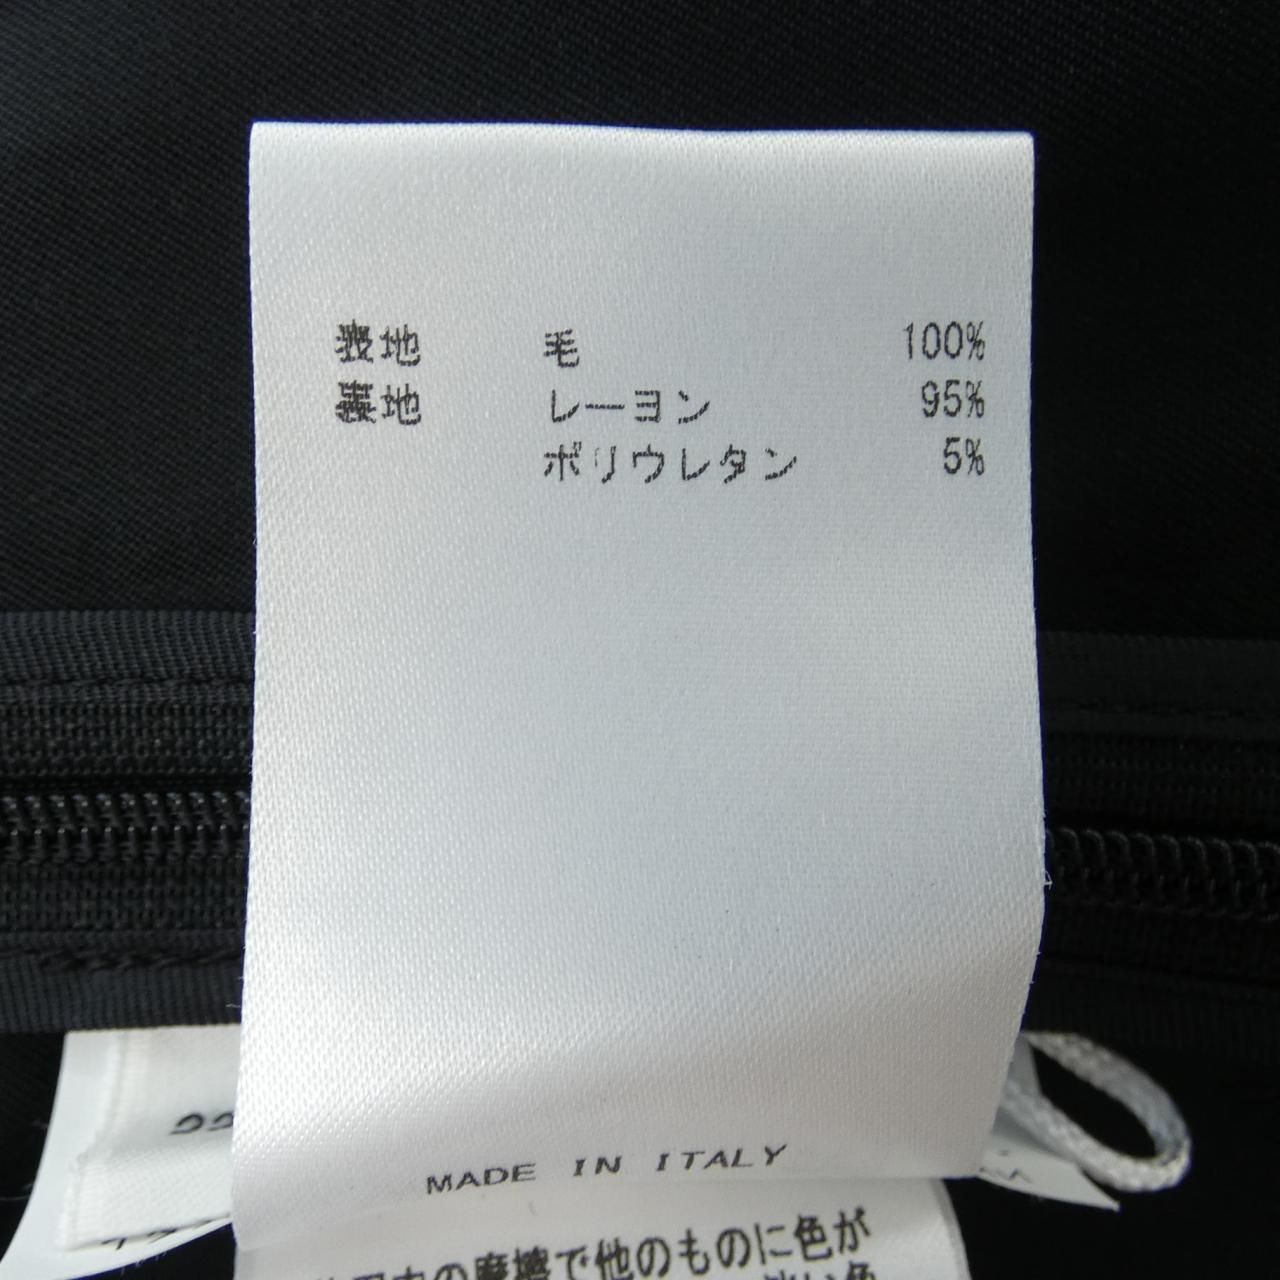 表地 毛 100%
裏地 レーヨン 95%
ポリウレタン 5%
MADE IN ITALY
の摩擦で他のものに色が